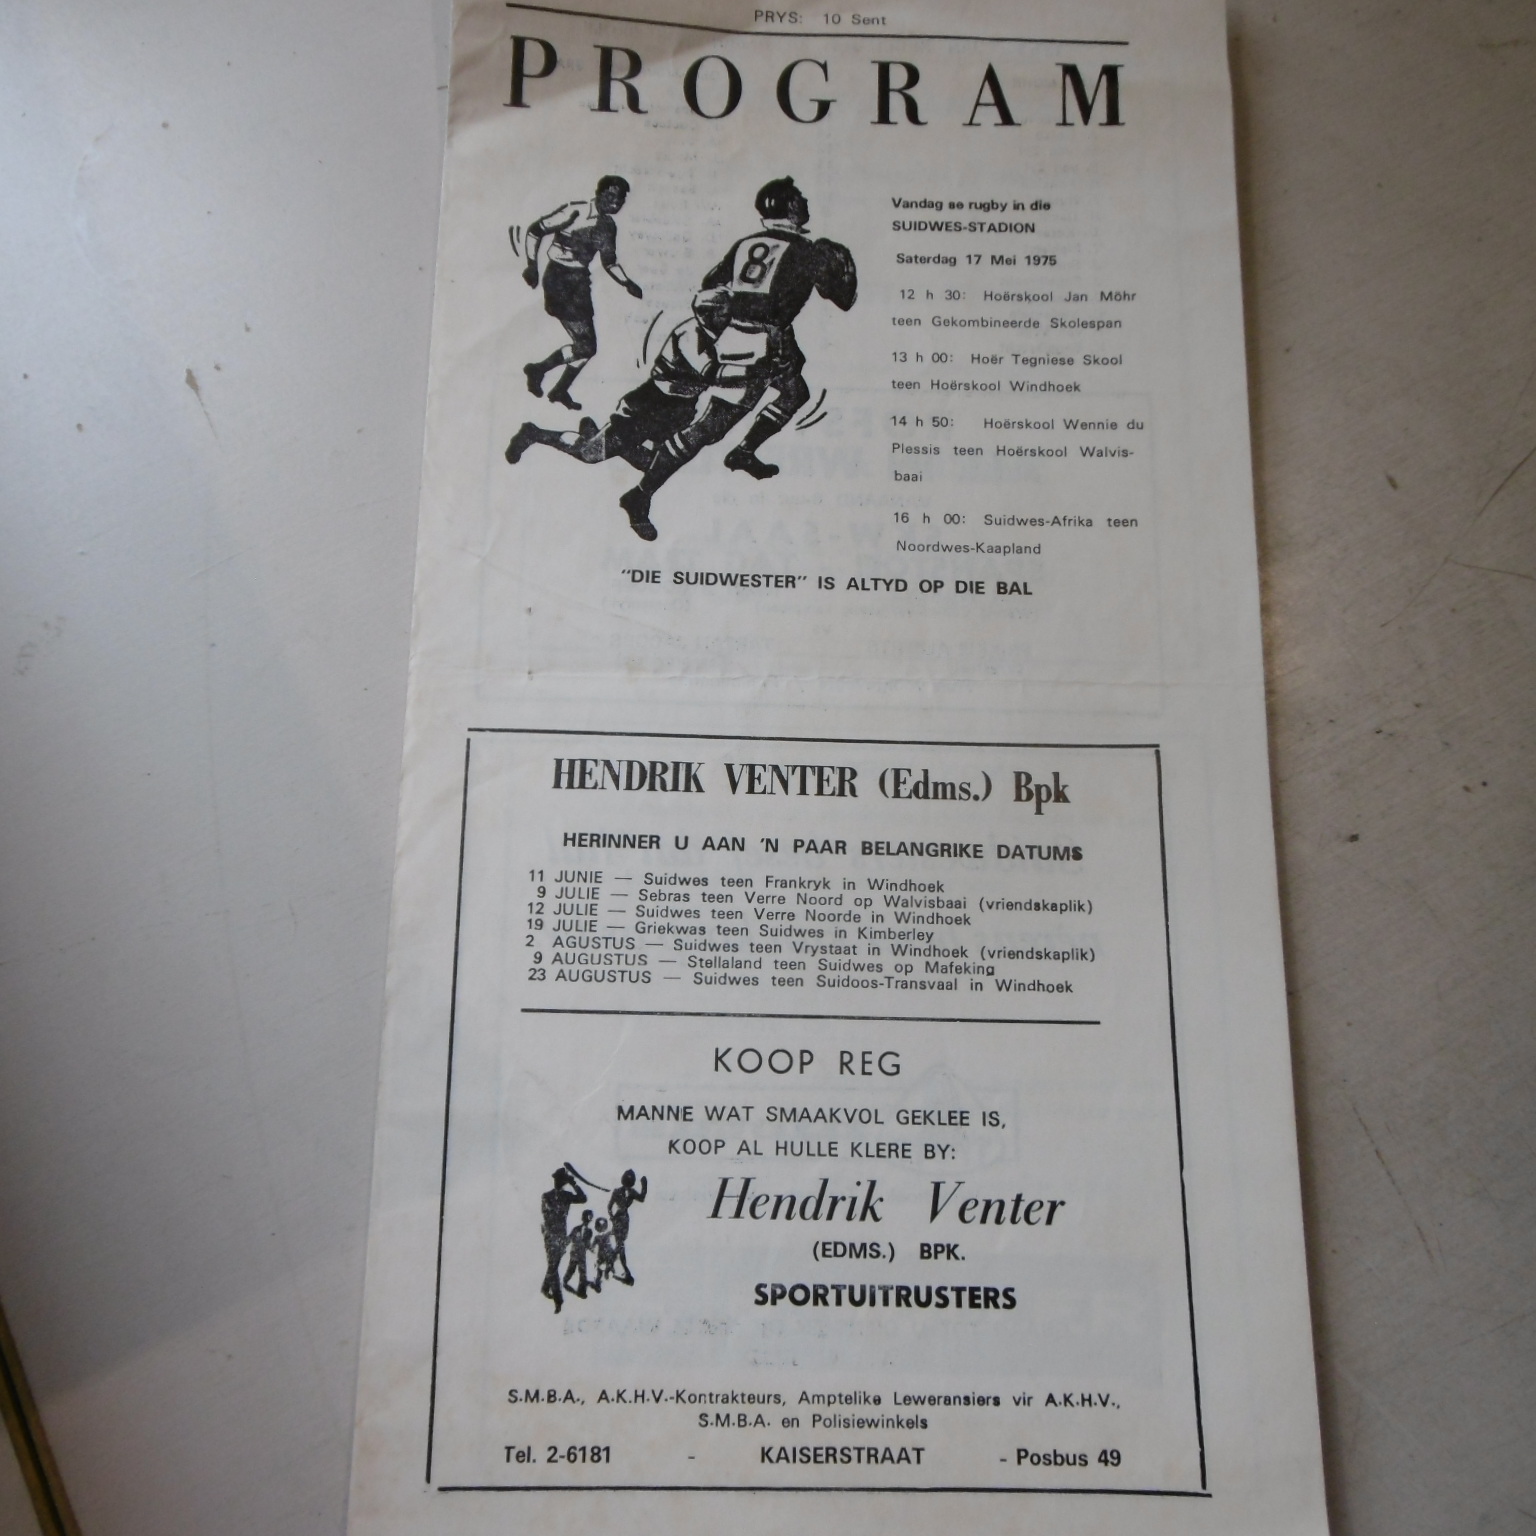 PRYS: 10 Sent
PROGRAM
8
Vandag se rugby in die
SUIDWES-STADION
Saterdag 17 Mei 1975
12 h 30: Hoërskool Jan Möhr
teen Gekombineerde Skolespan
13 h 00: Hoër Tegniese Skool
teen Hoërskool Windhoek
14 h 50: Hoërskool Wennie du
Plessis teen Hoërskool Walvis-
baai
16 h 00: Suidwes-Afrika teen
Noordwes-Kaapland
"DIE SUIDWESTER" IS ALTYD OP DIE BAL
HENDRIK VENTER (Edms.) Bpk
HERINNER U AAN 'N PAAR BELANGRIKE DATUMS
11 JUNIE — Suidwes teen Frankryk in Windhoek
9 JULIE — Sebras teen Verre Noord op Walvisbaai (vriendskaplik)
12 JULIE — Suidwes teen Verre Noorde in Windhoek
19 JULIE — Griekwas teen Suidwes in Kimberley
2 AGUSTUS — Suidwes teen Vrystaat in Windhoek (vriendskaplik)
9 AUGUSTUS — Stellaland teen Suidwes op Mafeking
23 AUGUSTUS — Suidwes teen Suidoos-Transvaal in Windhoek
KOOP REG
MANNE WAT SMAAKVOL GEKLEE IS,
KOOP AL HULLE KLERE BY:
Hendrik Venter
(EDMS.) BPK.
SPORTUITRUSTERS
S.M.B.A., A.K.H.V.-Kontrakteurs, Amptelike Leweransiers vir A.K.H.V.,
S.M.B.A. en Polisiewinkels
Tel. 2-6181 - KAISERSTRAAT - Posbus 49